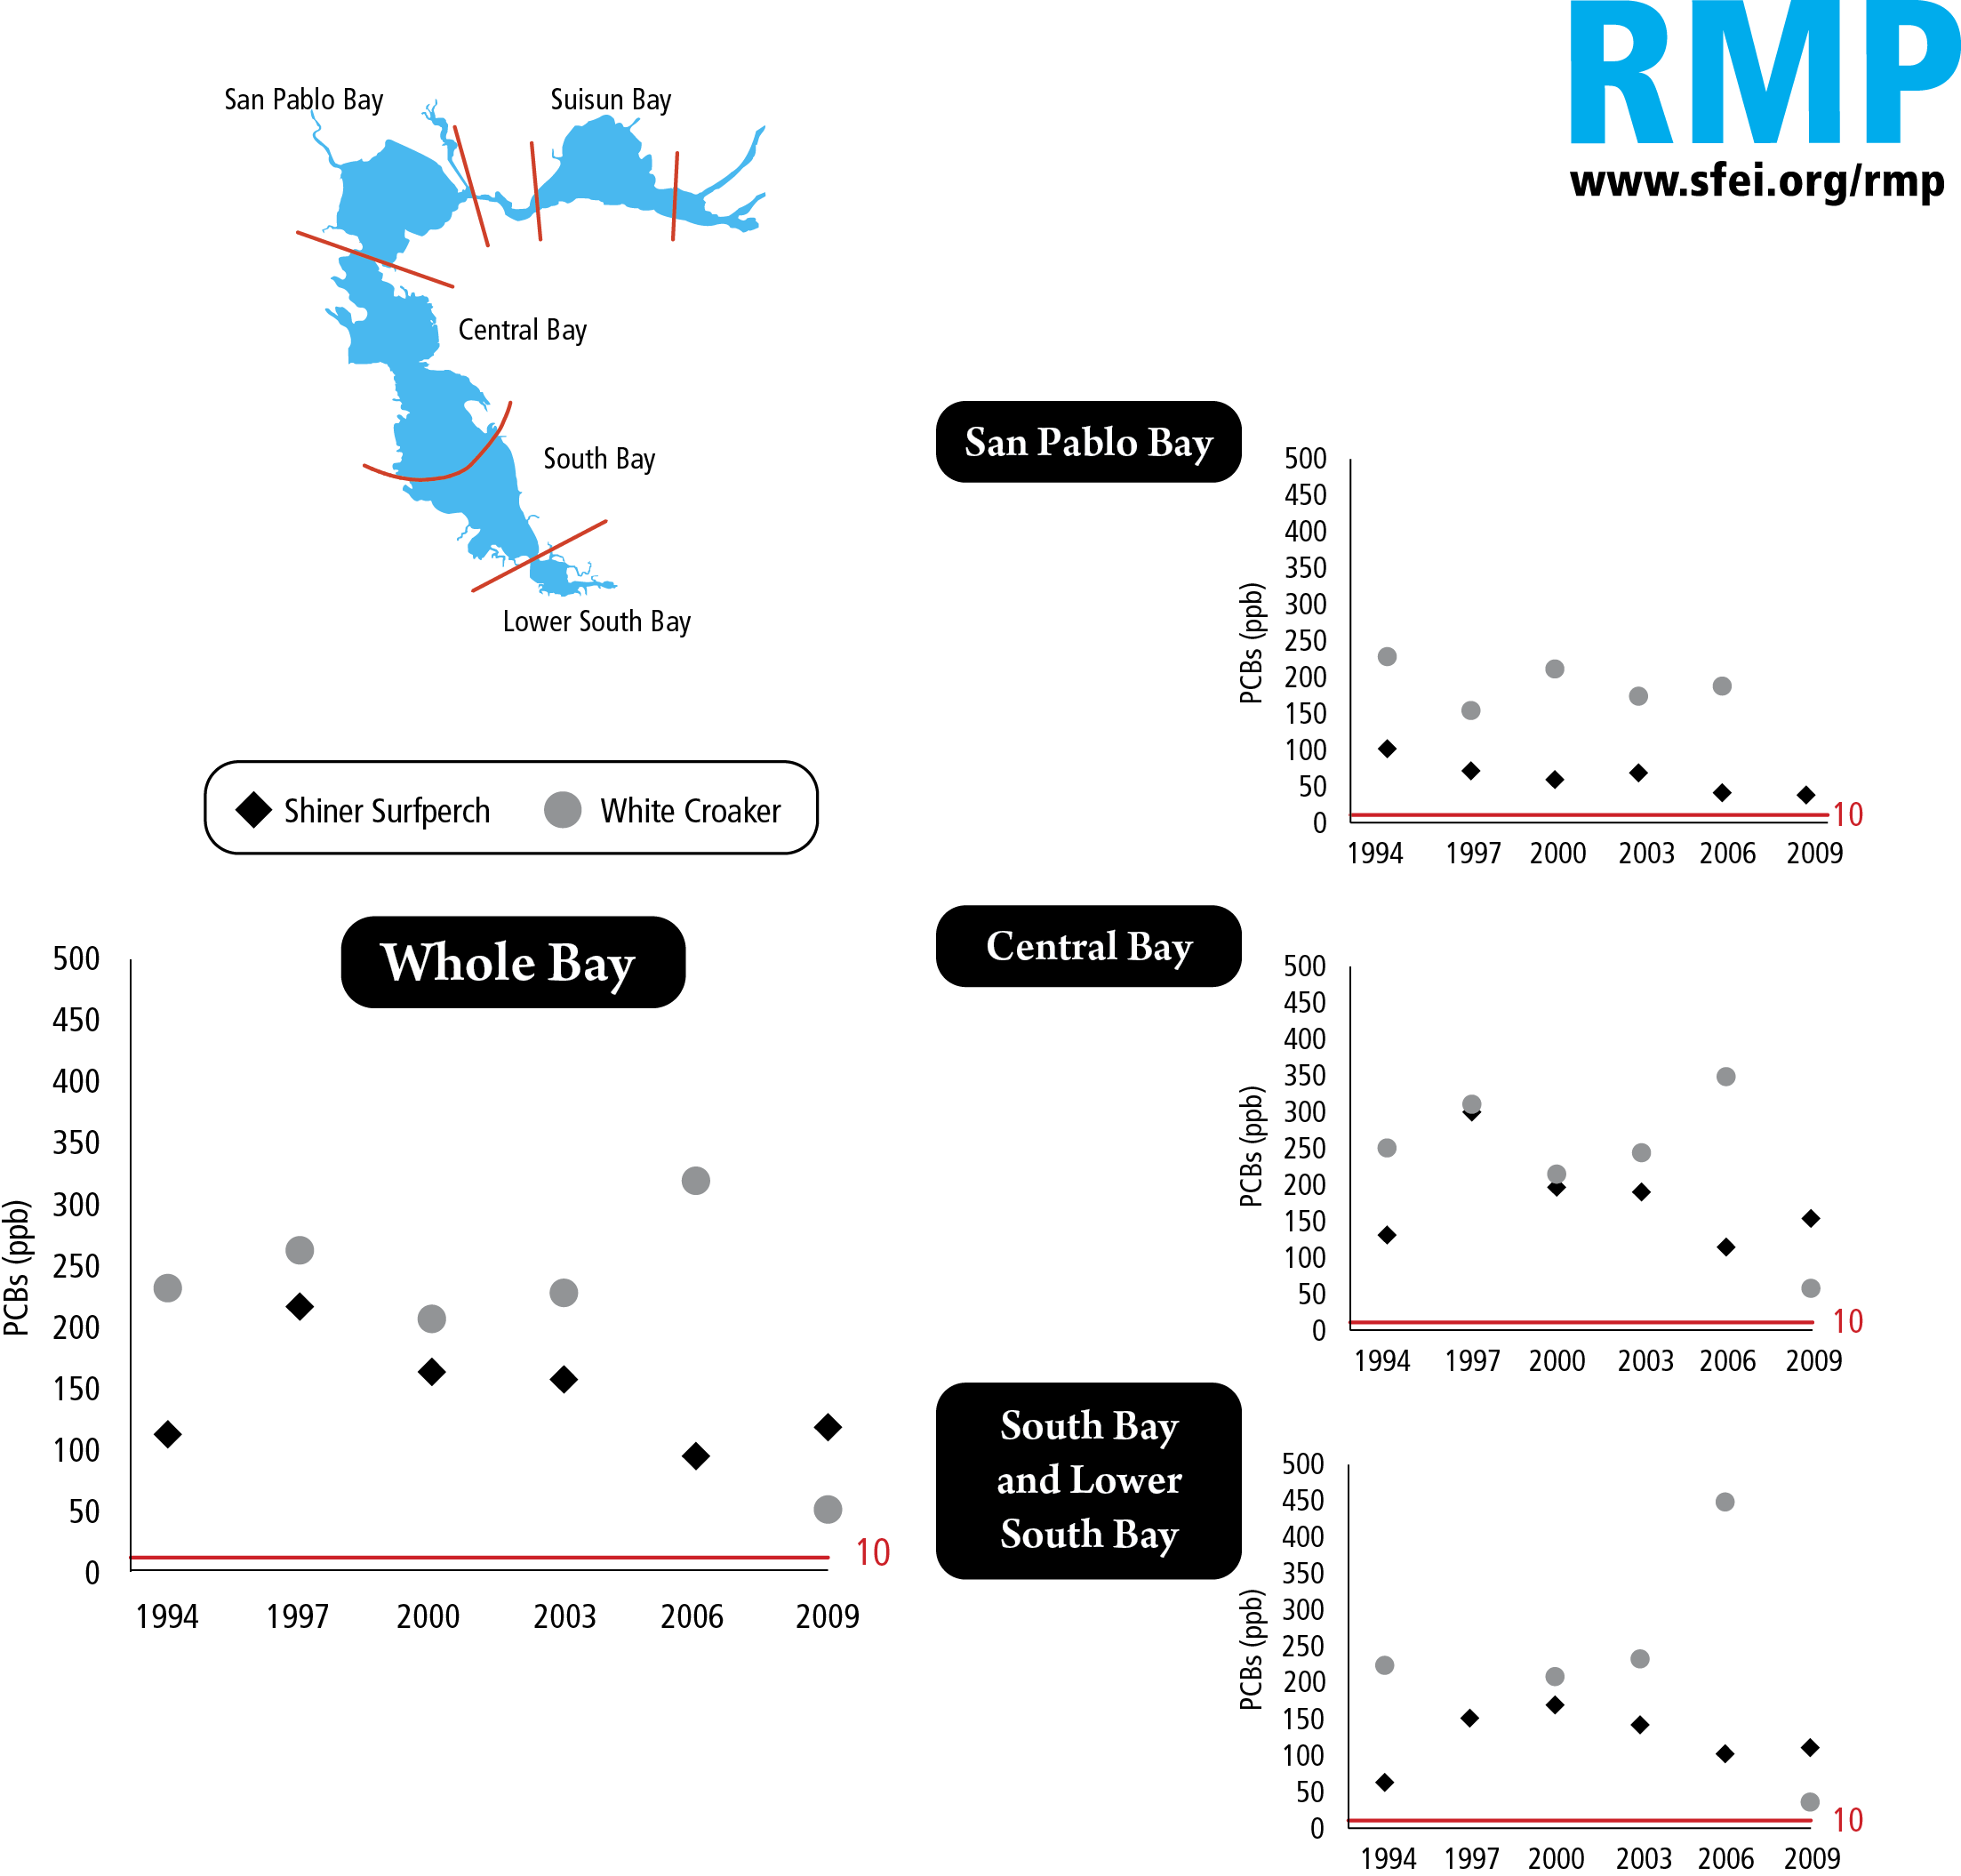 RMP
www.sfei.org/rmp
San Pablo Bay
Suisun Bay
Central Bay
South Bay
Lower South Bay
Shiner Surfperch
White Croaker
Whole Bay
PCBs (ppb)
500
450
400
350
300
250
200
150
100
50
0
10
1994 1997 2000 2003 2006 2009
San Pablo Bay
PCBs (ppb)
500
450
400
350
300
250
200
150
100
50
0
10
1994 1997 2000 2003 2006 2009
Central Bay
PCBs (ppb)
500
450
400
350
300
250
200
150
100
50
0
10
1994 1997 2000 2003 2006 2009
South Bay
and Lower
South Bay
PCBs (ppb)
500
450
400
350
300
250
200
150
100
50
0
10
1994 1997 2000 2003 2006 2009